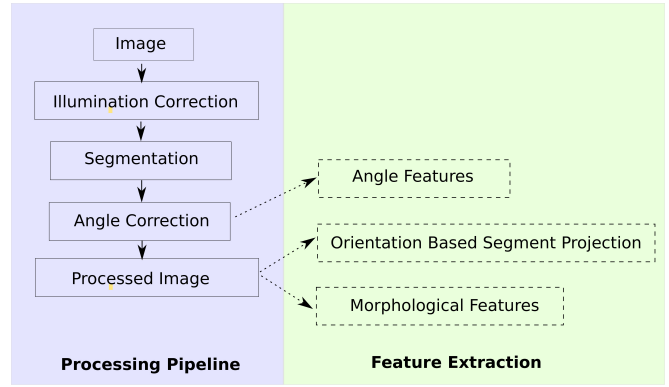 Image
Illumination Correction
Segmentation
Angle Correction
Processed Image
Processing Pipeline
Angle Features
Orientation Based Segment Projection
Morphological Features
Feature Extraction